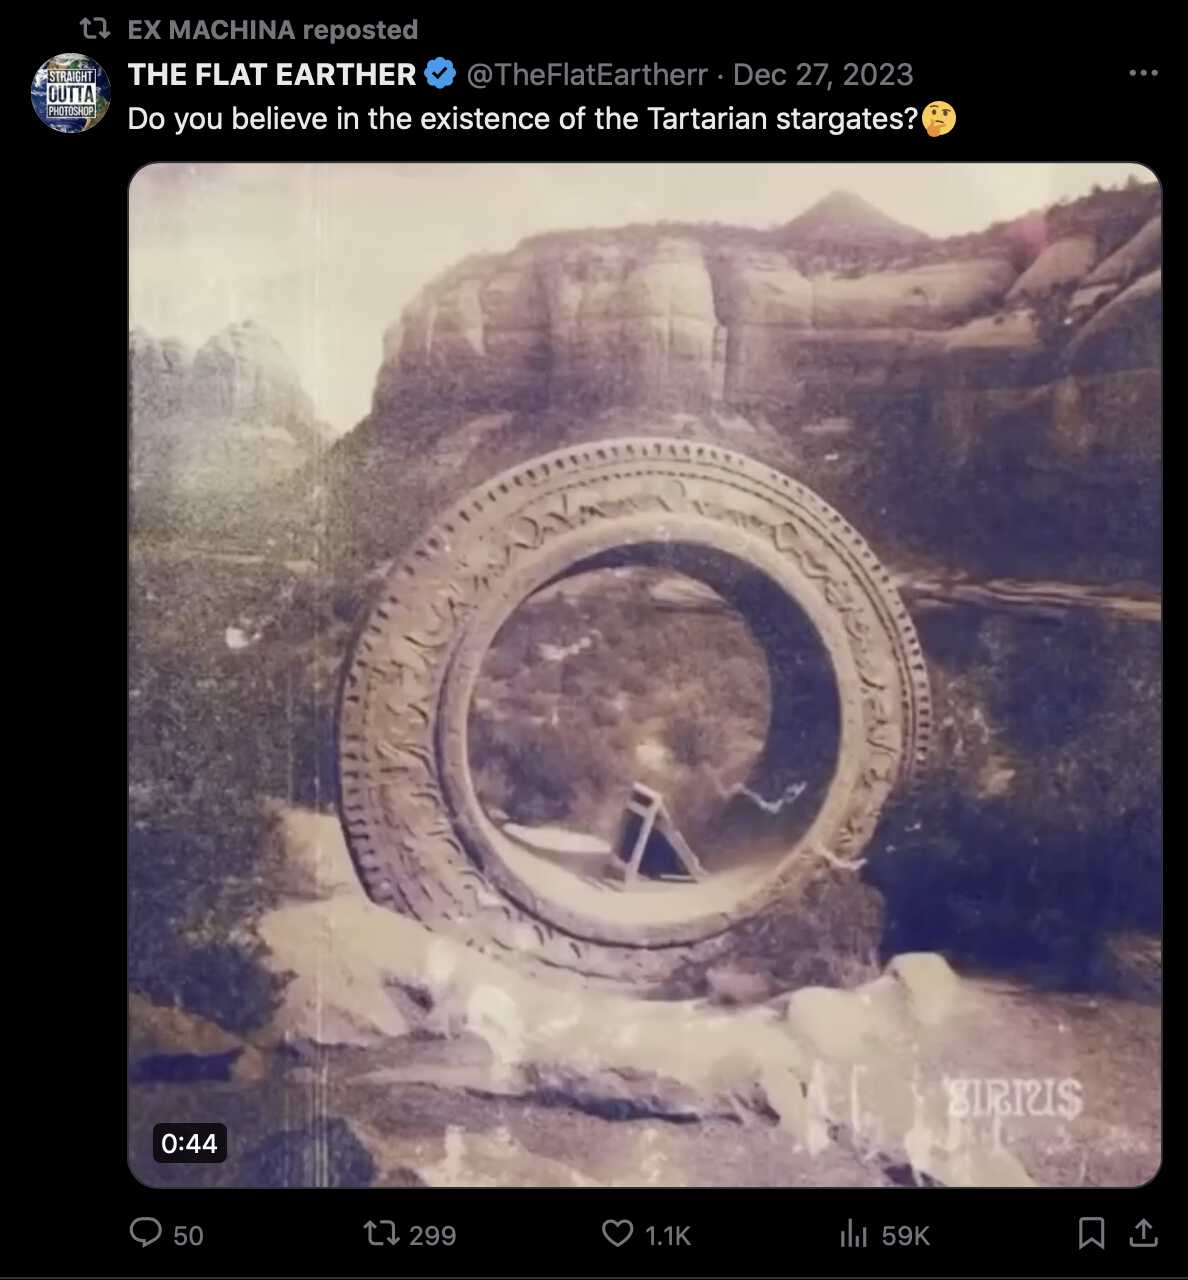 EX MACHINA reposted
THE FLAT EARTHER @TheFlatEartherr · Dec 27, 2023
STRAIGHT
OUTTA
PHOTOSHOP
Do you believe in the existence of the Tartarian stargates?🤔
SIRIUS
0:44
50 299 1.1K 59K